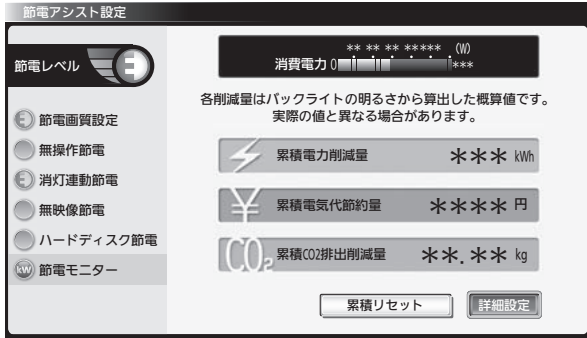 節電アシスト設定
節電レベル
** ** ** ***** (W)
消費電力 0 ***
各削減量はバックライトの明るさから算出した概算値です。
実際の値と異なる場合があります。
節電画質設定
無操作節電
消灯連動節電
無映像節電
ハードディスク節電
kW 節電モニター
累積電力削減量 *** kWh
¥ 累積電気代節約量 **** 円
CO2 累積CO2排出削減量 **.** kg
累積リセット 詳細設定